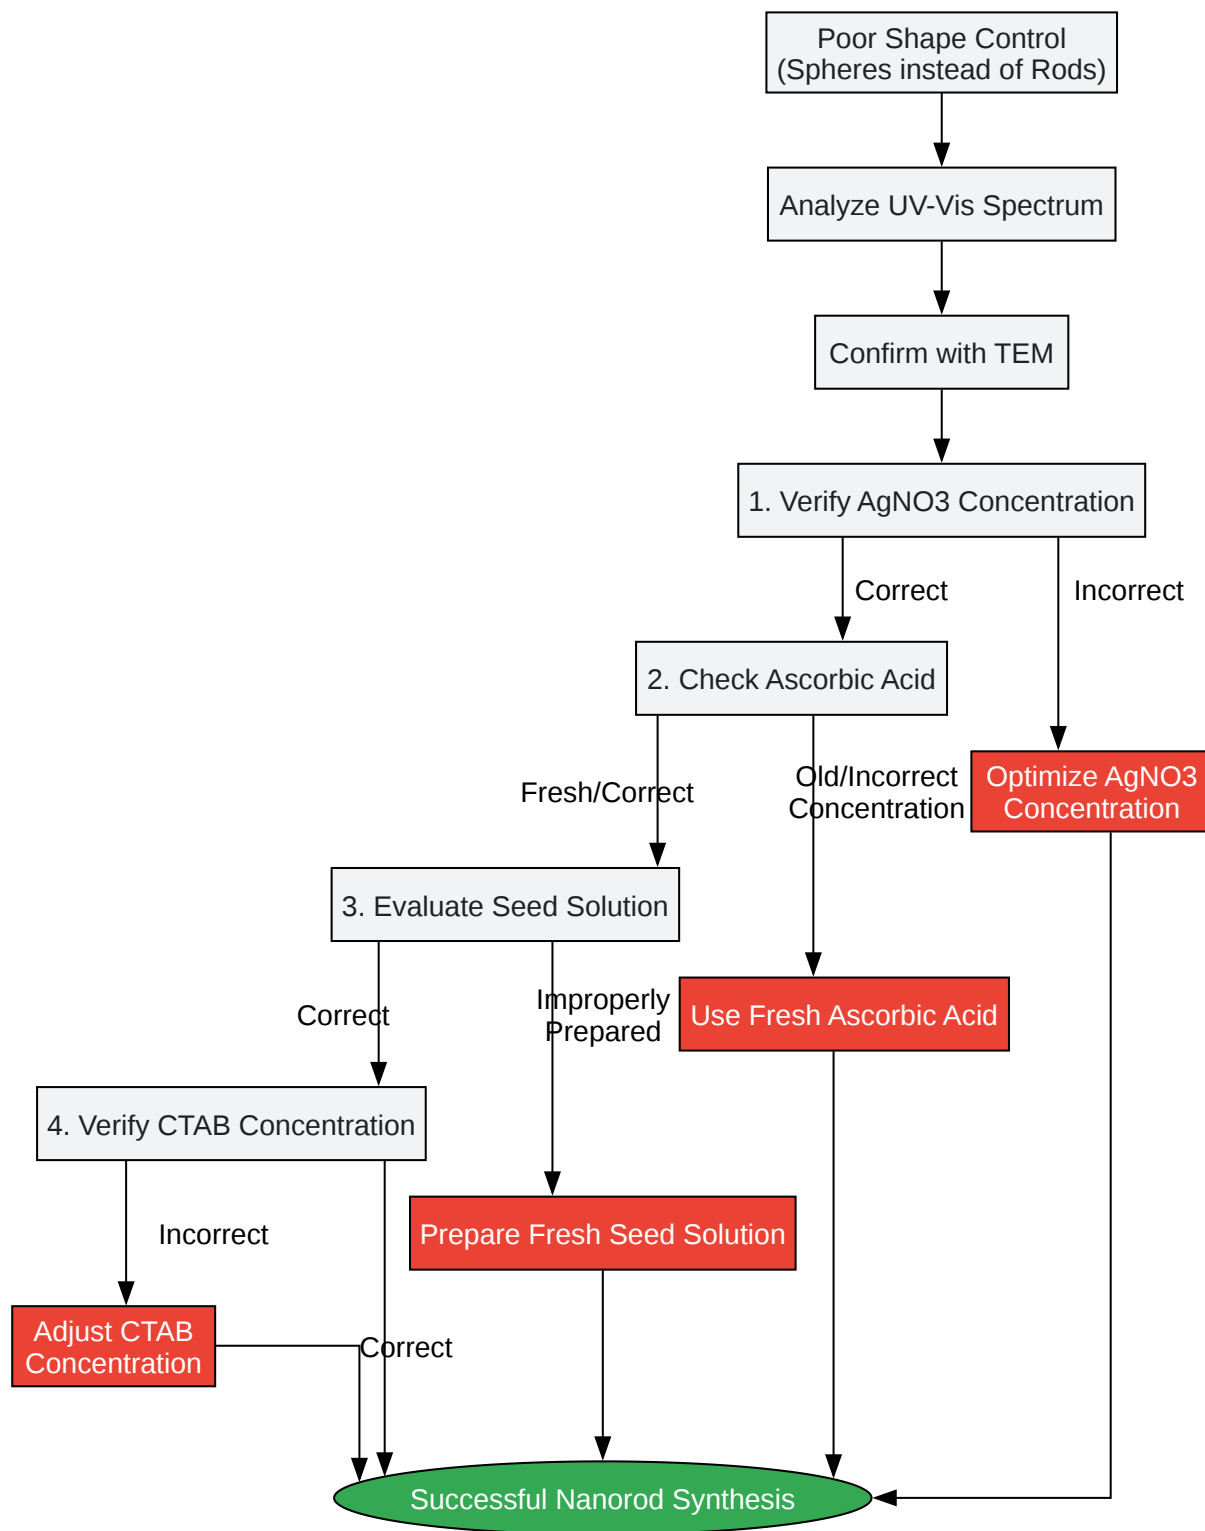 Poor Shape Control
(Spheres instead of Rods)
Analyze UV-Vis Spectrum
Confirm with TEM
1. Verify AgNO3 Concentration
Correct
Incorrect
2. Check Ascorbic Acid
Fresh/Correct
Old/Incorrect
Concentration
Optimize AgNO3
Concentration
3. Evaluate Seed Solution
Correct
Improperly
Prepared
Use Fresh Ascorbic Acid
4. Verify CTAB Concentration
Incorrect
Prepare Fresh Seed Solution
Adjust CTAB
Concentration
Correct
Successful Nanorod Synthesis